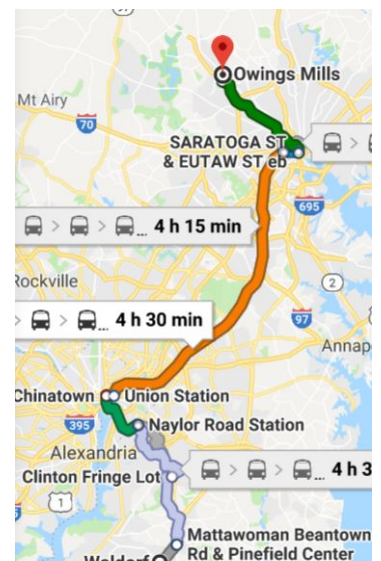 Owings Mills
Mt Airy
70
SARATOGA ST
& EUTAW ST eb
695
4 h 15 min
Rockville
2
4 h 30 min
97
Annap
Chinatown
Union Station
395
Naylor Road Station
Alexandria
Clinton Fringe Lot
4 h 3
1
Mattawoman Beantown
Rd & Pinefield Center
Waldorf